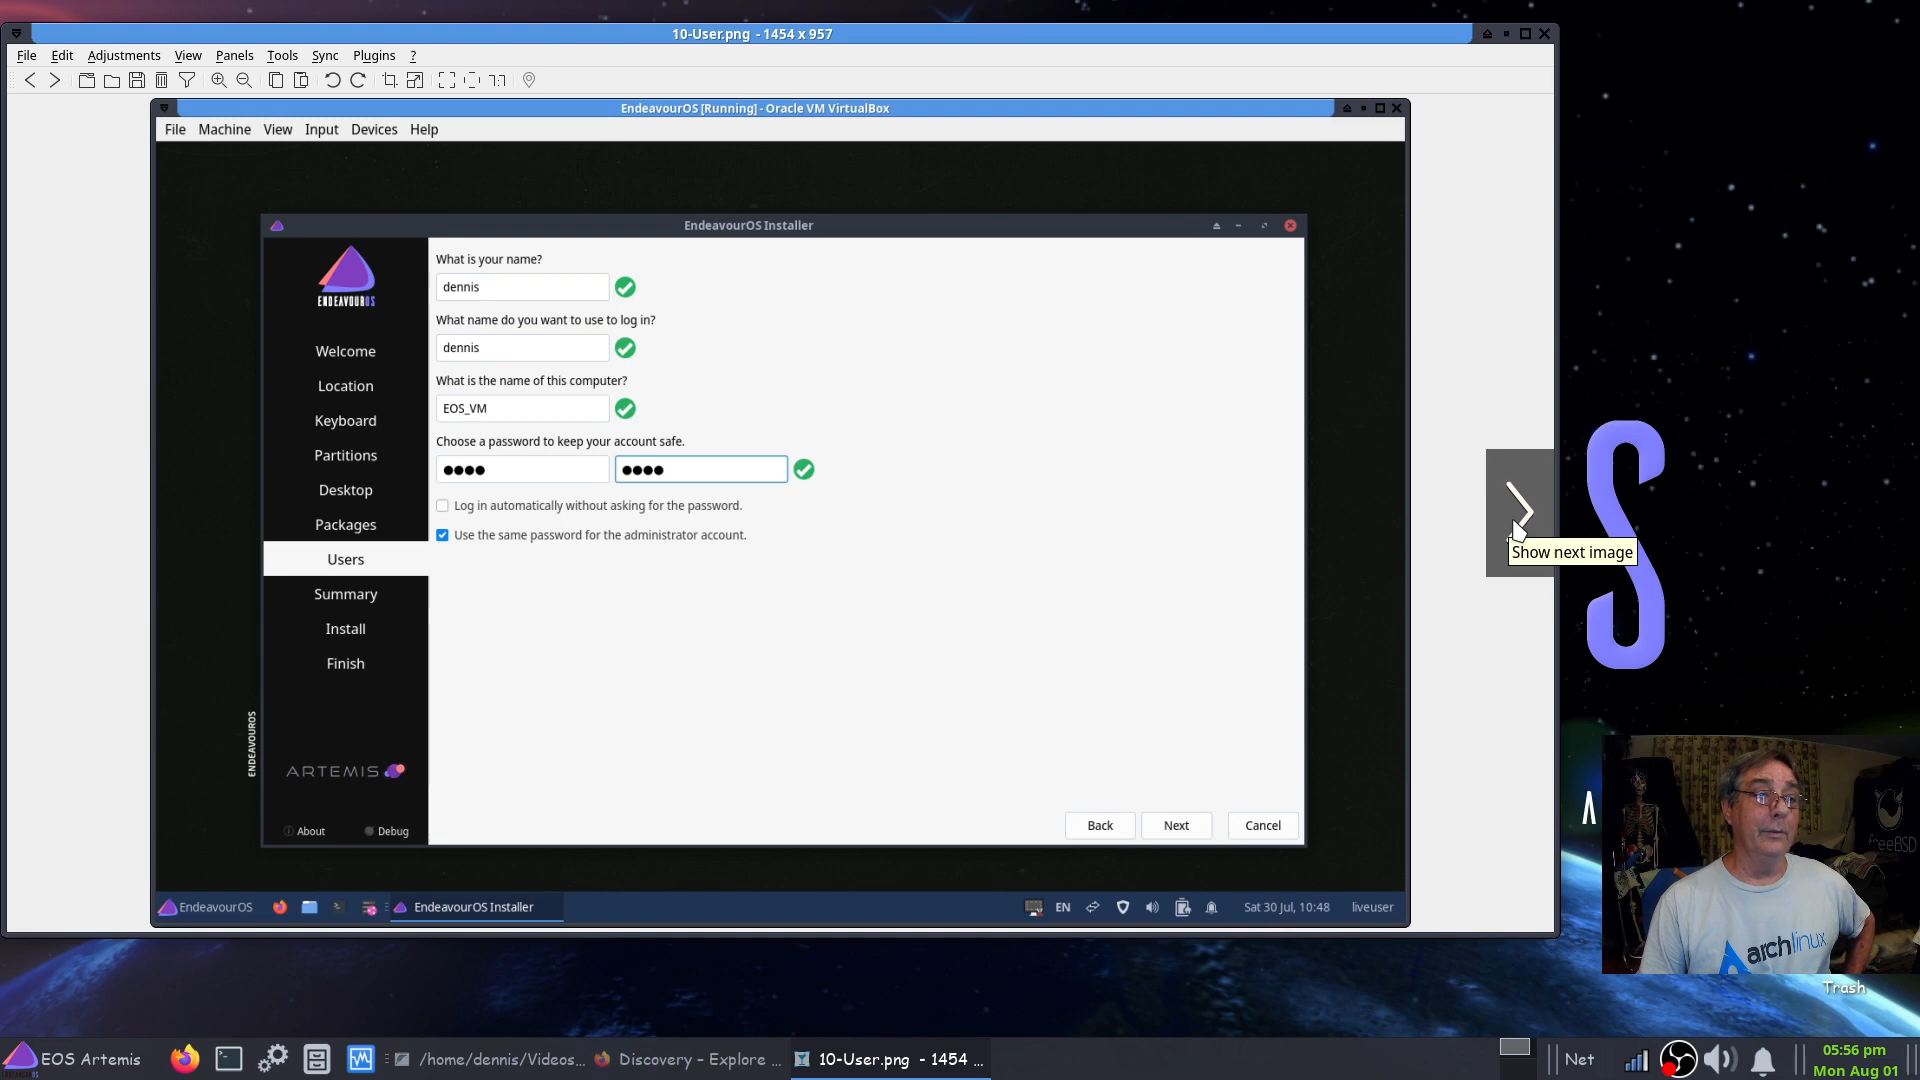 10-User.png - 1454 x 957
File Edit Adjustments View Panels Tools Sync Plugins ?
EndeavourOS [Running] - Oracle VM VirtualBox
File Machine View Input Devices Help
EndeavourOS Installer
ENDEAVOUROS
Welcome
Location
Keyboard
Partitions
Desktop
Packages
Users
Summary
Install
Finish
ARTEMIS
About Debug
ENDEAVOUROS
What is your name?
dennis
What name do you want to use to log in?
dennis
What is the name of this computer?
EOS_VM
Choose a password to keep your account safe.
●●●● ●●●●
Log in automatically without asking for the password.
Use the same password for the administrator account.
Back Next Cancel
EndeavourOS EndeavourOS Installer EN Sat 30 Jul, 10:48 liveuser
Show next image
S
A
freeBSD
archlinux
Trash
EOS Artemis /home/dennis/Videos... Discovery – Explore ... 10-User.png - 1454 ... Net
05:56 pm
Mon Aug 01